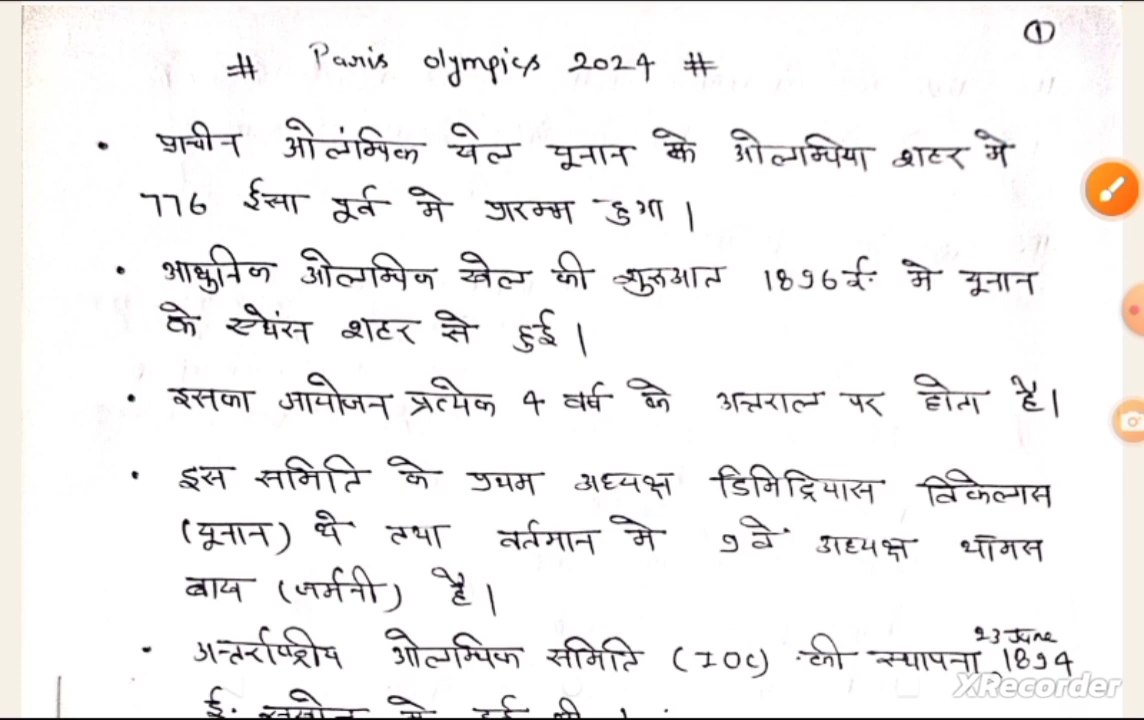 ①
# Paris olympics 2024 #
• प्राचीन ओलंम्पिक खेल यूनान के ओलम्पिया शहर मे
776 ईसा पूर्व मे प्रारम्भ हुआ।
• आधुनिक ओलम्पिक खेल की शुरुआत 1896 ई. मे यूनान
के एथेंस शहर से हुई।
• इसका आयोजन प्रत्येक 4 वर्ष के अन्तराल पर होता है।
• इस समिति के प्रथम अध्यक्ष डिमिट्रियास विकेलास
(यूनान) थे तथा वर्तमान मे 9 वें अध्यक्ष थॉमस
बाख (जर्मनी) है।
23 June
• अन्तर्राष्ट्रीय ओलम्पिक समिति (IOC) की स्थापना 1894
ई. मे हुई थी।
XRecorder